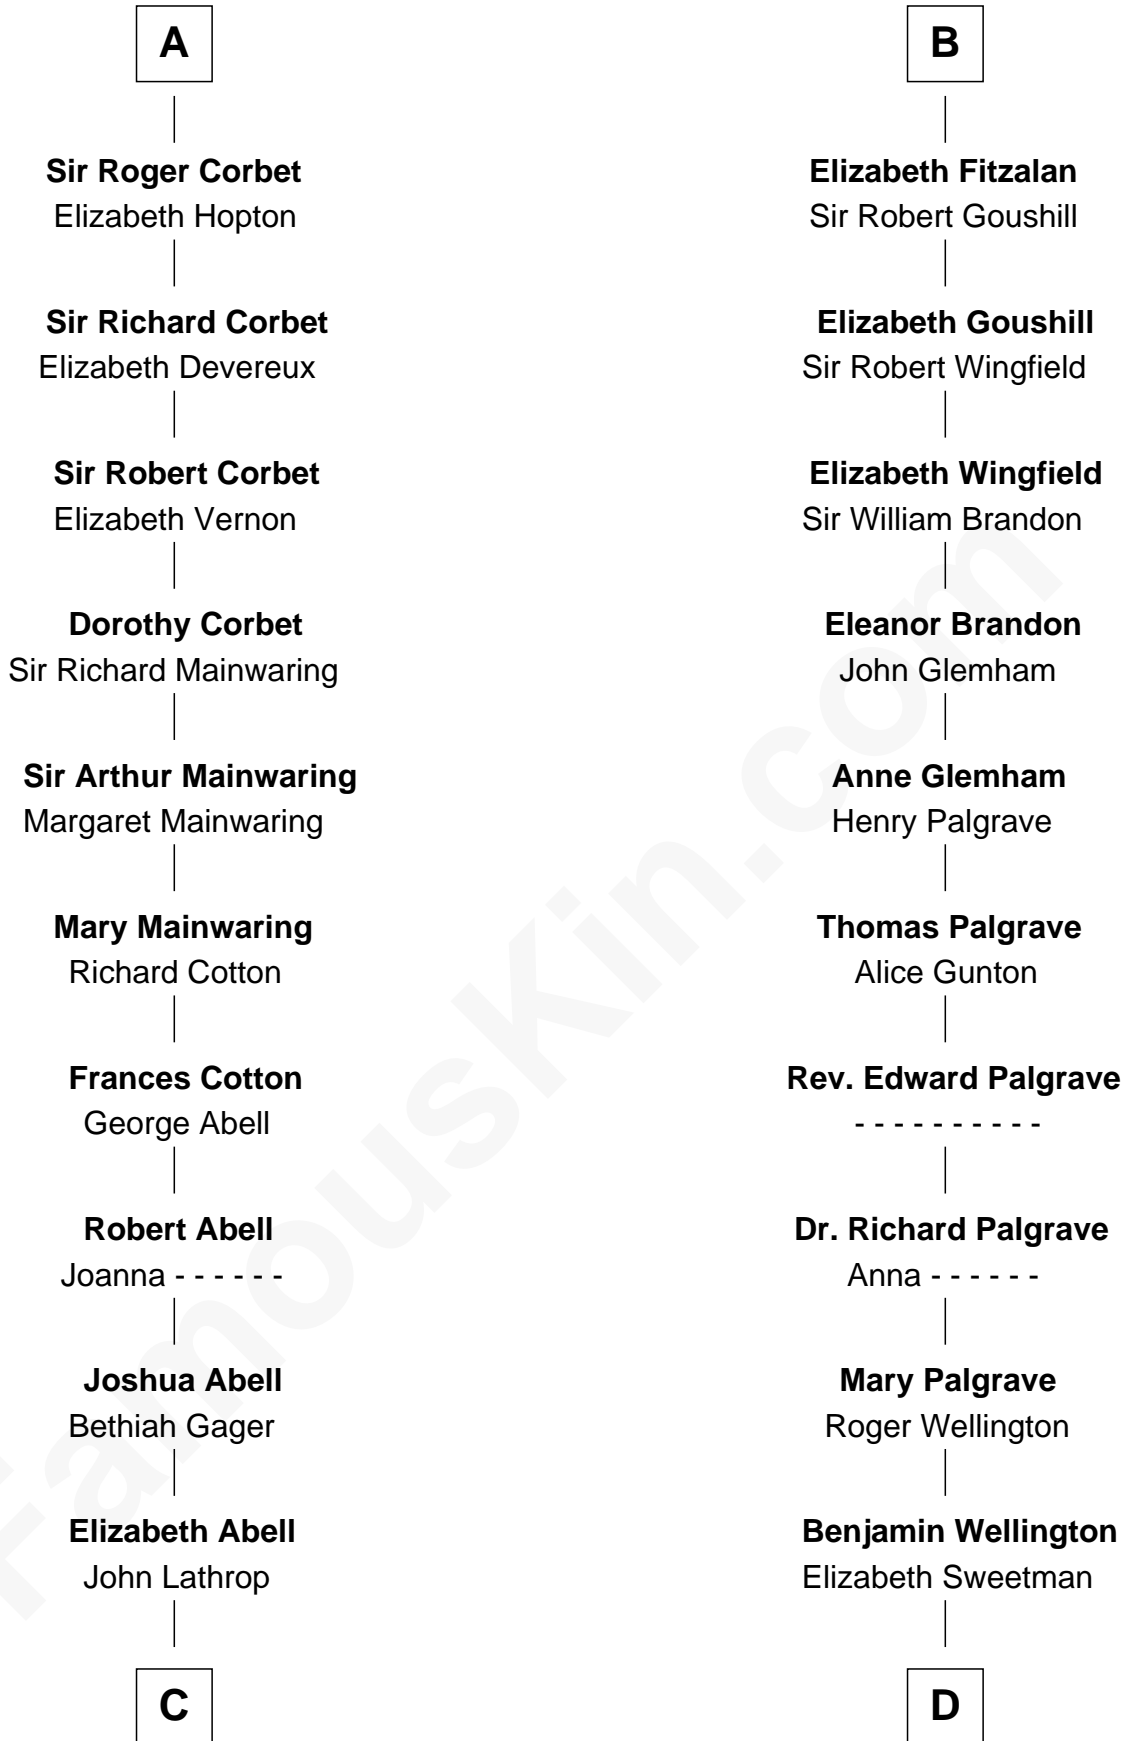 A
Sir Roger Corbet
Elizabeth Hopton
Sir Richard Corbet
Elizabeth Devereux
Sir Robert Corbet
Elizabeth Vernon
Dorothy Corbet
Sir Richard Mainwaring
Sir Arthur Mainwaring
Margaret Mainwaring
Mary Mainwaring
Richard Cotton
Frances Cotton
George Abell
Robert Abell
Joanna - - - - - -
Joshua Abell
Bethiah Gager
Elizabeth Abell
John Lathrop
C
B
Elizabeth Fitzalan
Sir Robert Goushill
Elizabeth Goushill
Sir Robert Wingfield
Elizabeth Wingfield
Sir William Brandon
Eleanor Brandon
John Glemham
Anne Glemham
Henry Palgrave
Thomas Palgrave
Alice Gunton
Rev. Edward Palgrave
- - - - - - - - - -
Dr. Richard Palgrave
Anna - - - - - -
Mary Palgrave
Roger Wellington
Benjamin Wellington
Elizabeth Sweetman
D
FamousKin.com